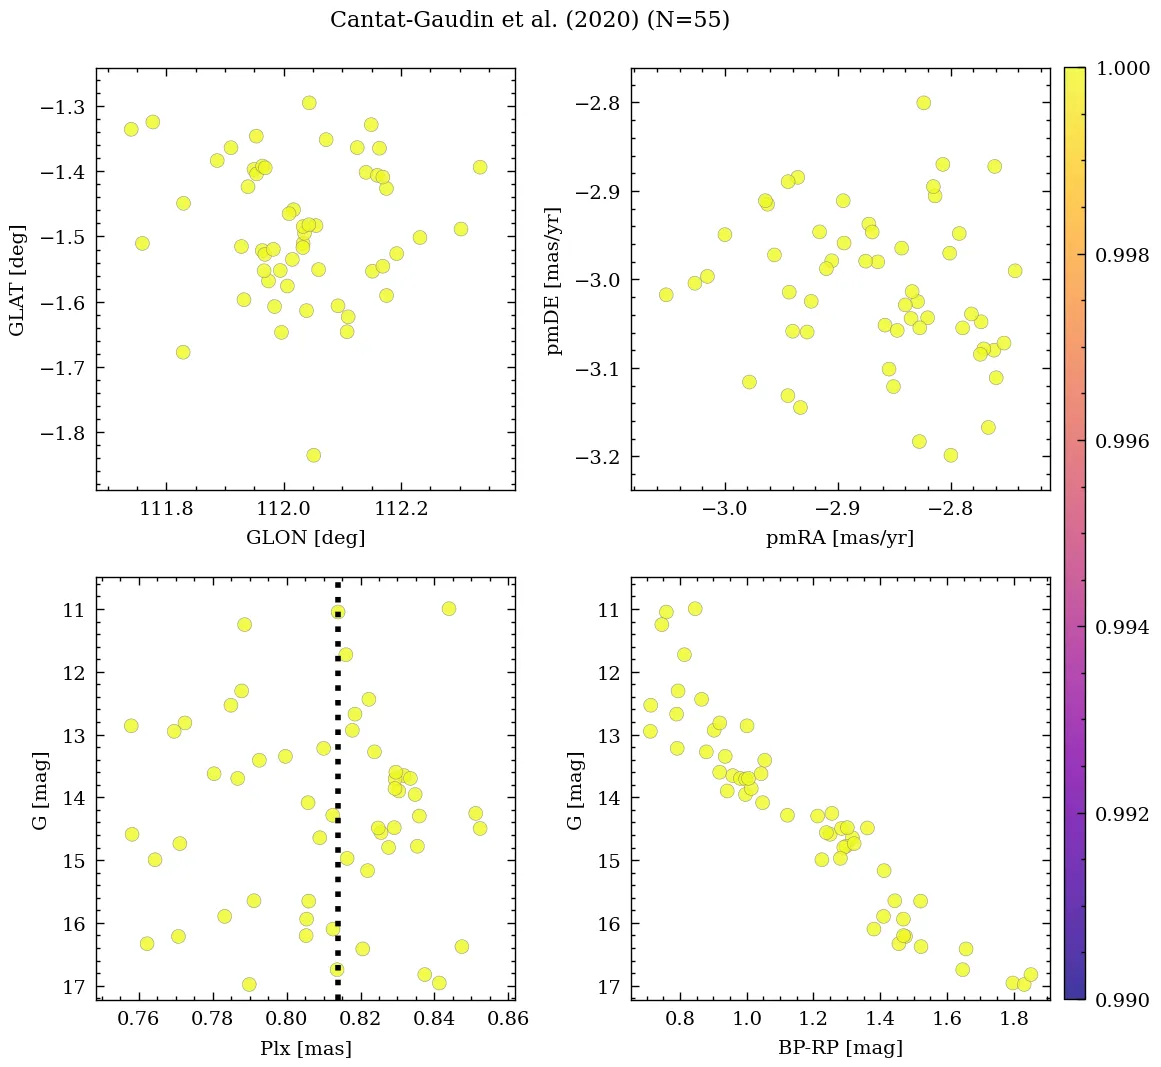 Cantat-Gaudin et al. (2020) (N=55)
−1.3
−1.4
−1.5
−1.6
−1.7
−1.8
GLAT [deg]
111.8 112.0 112.2
GLON [deg]
−2.8
−2.9
−3.0
−3.1
−3.2
pmDE [mas/yr]
−3.0 −2.9 −2.8
pmRA [mas/yr]
11
12
13
14
15
16
17
G [mag]
0.76 0.78 0.80 0.82 0.84 0.86
Plx [mas]
11
12
13
14
15
16
17
G [mag]
0.8 1.0 1.2 1.4 1.6 1.8
BP-RP [mag]
1.000
0.998
0.996
0.994
0.992
0.990